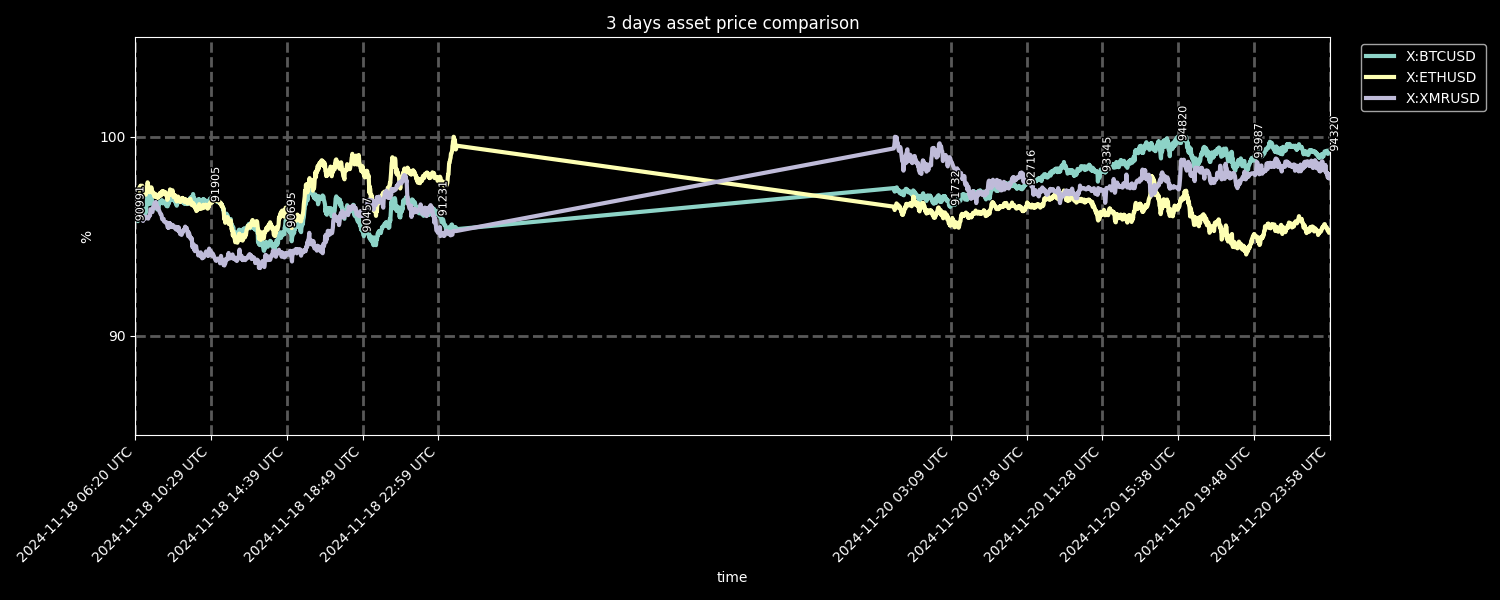 3 days asset price comparison
X:BTCUSD
X:ETHUSD
X:XMRUSD
100
90
%
91905
90695
90457
91231
91732
92716
93345
94820
93987
94320
2024-11-18 06:20 UTC
2024-11-18 10:29 UTC
2024-11-18 14:39 UTC
2024-11-18 18:49 UTC
2024-11-18 22:59 UTC
2024-11-20 03:09 UTC
2024-11-20 07:18 UTC
2024-11-20 11:28 UTC
2024-11-20 15:38 UTC
2024-11-20 19:48 UTC
2024-11-20 23:58 UTC
time